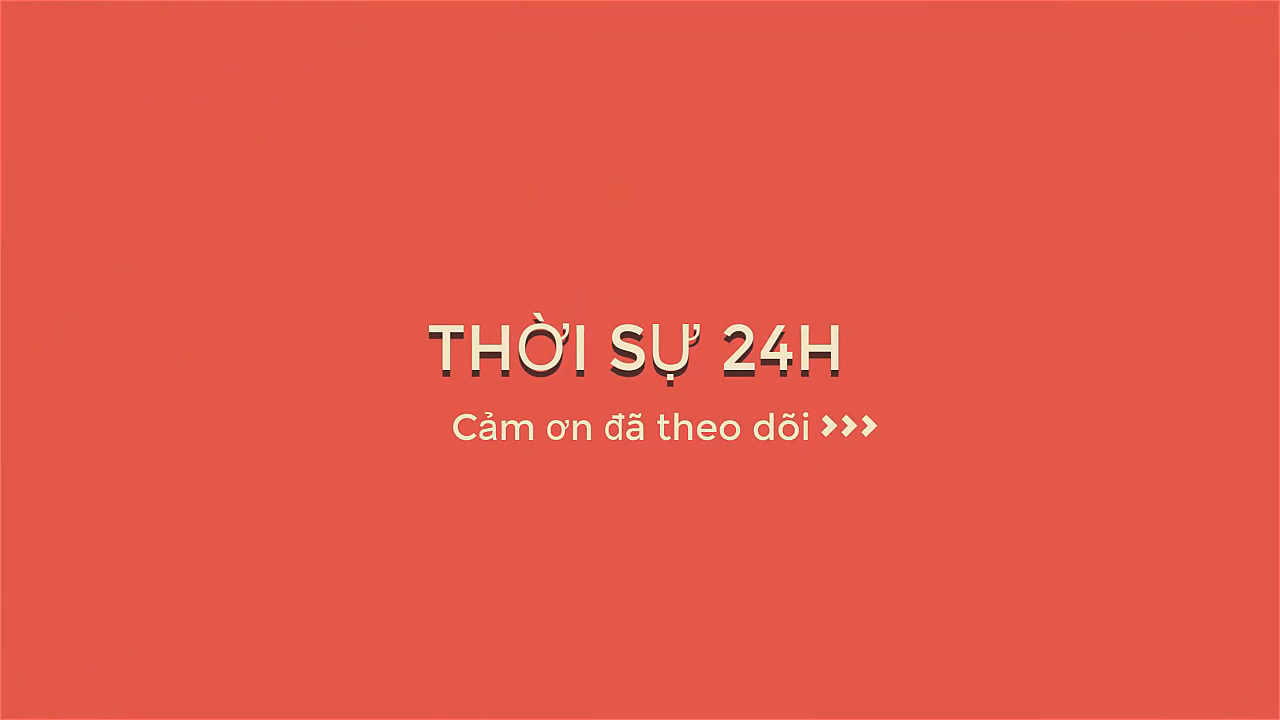 THỜI SỰ 24H
Cảm ơn đã theo dõi >>>